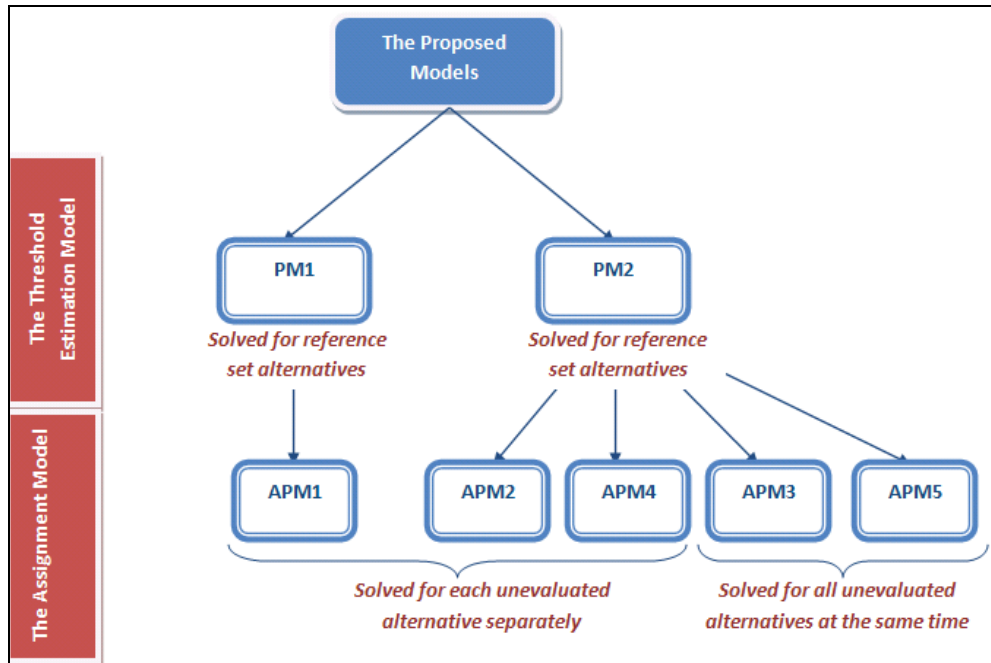 The Proposed
Models
The Threshold
Estimation Model
PM1
PM2
Solved for reference
set alternatives
Solved for reference
set alternatives
The Assignment Model
APM1
APM2
APM4
APM3
APM5
Solved for each unevaluated
alternative separately
Solved for all unevaluated
alternatives at the same time